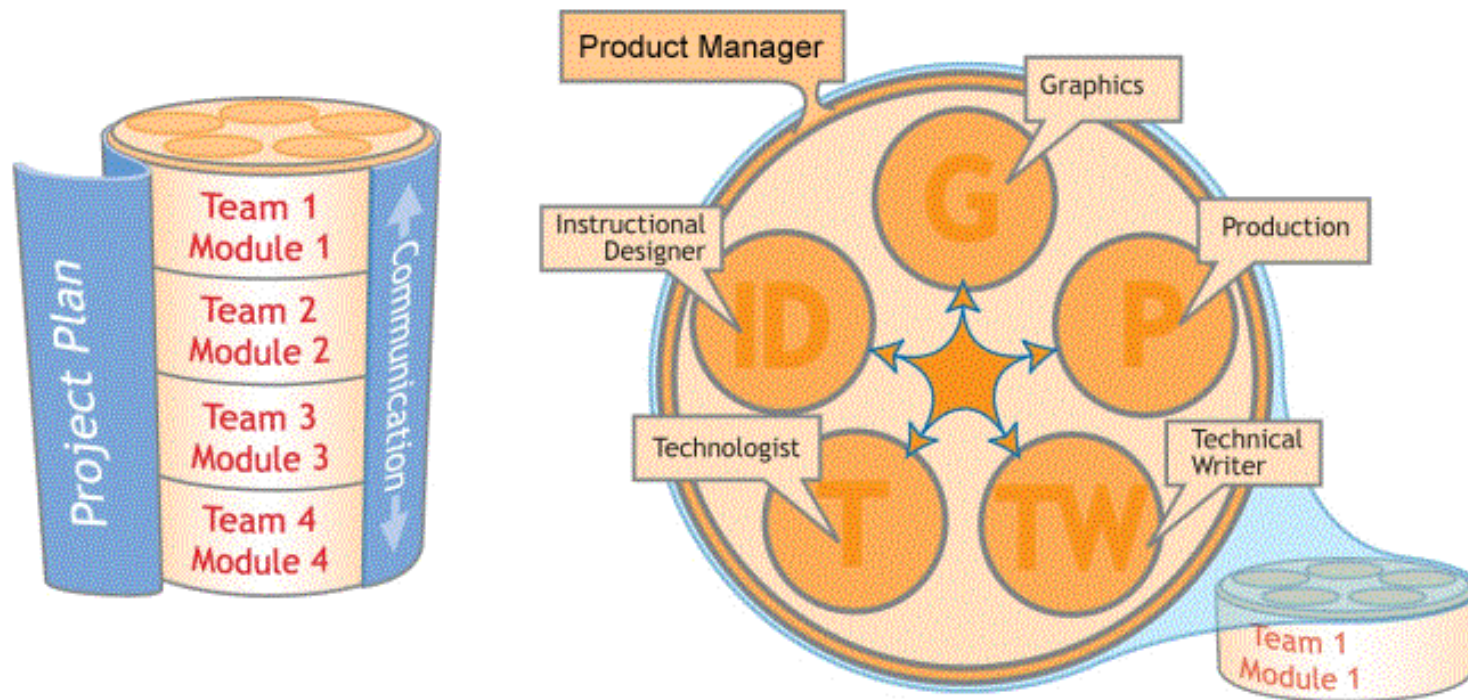 Project Plan
Team 1
Module 1
Team 2
Module 2
Team 3
Module 3
Team 4
Module 4
Communication
Product Manager
Graphics
G
Instructional
Designer
ID
Production
P
Technologist
T
Technical
Writer
TW
Team 1
Module 1